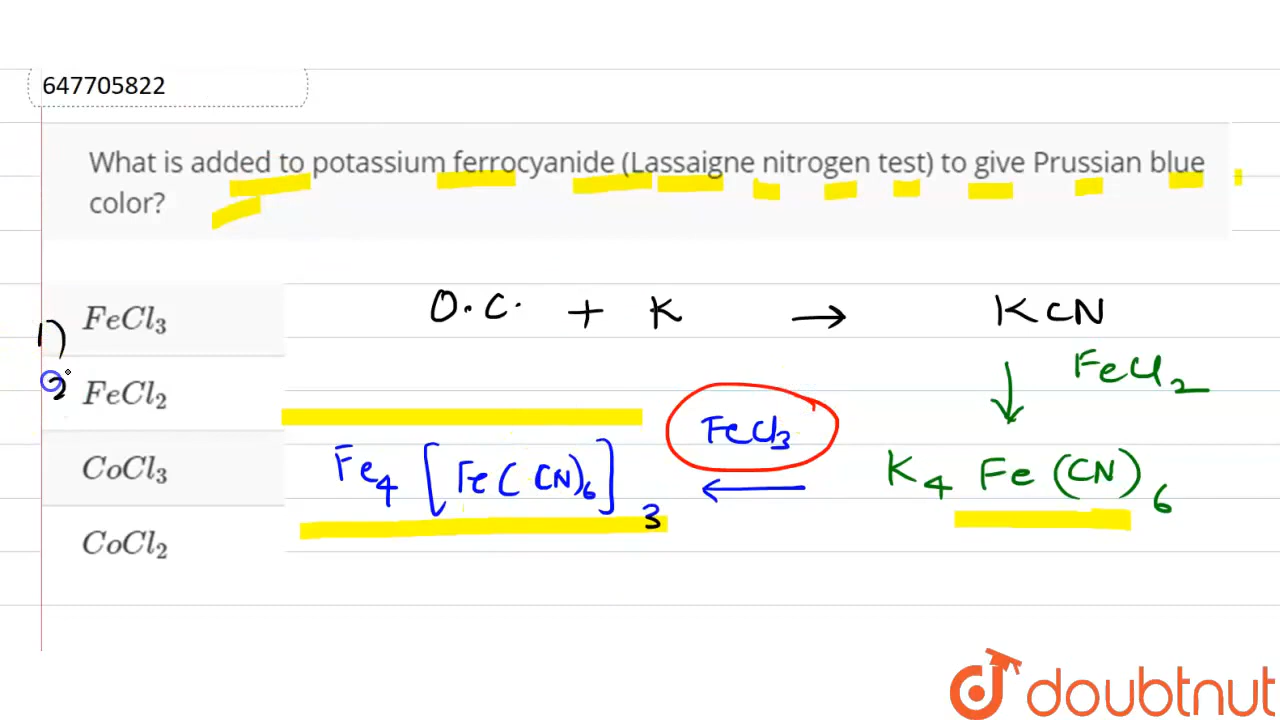 647705822
What is added to potassium ferrocyanide (Lassaigne nitrogen test) to give Prussian blue
color?
1) FeCl₃
O.C. + K → KCN
↓ FeCl₂
2 FeCl₂
FeCl₃
Fe₄ [Fe(CN)₆]₃ ← K₄ Fe(CN)₆
CoCl₃
CoCl₂
doubtnut